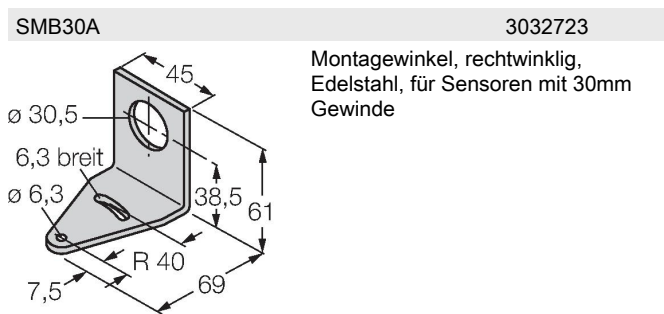 SMB30A 3032723
Montagewinkel, rechtwinklig,
Edelstahl, für Sensoren mit 30mm
Gewinde
45
ø 30,5
6,3 breit
ø 6,3
38,5
61
R 40
7,5
69